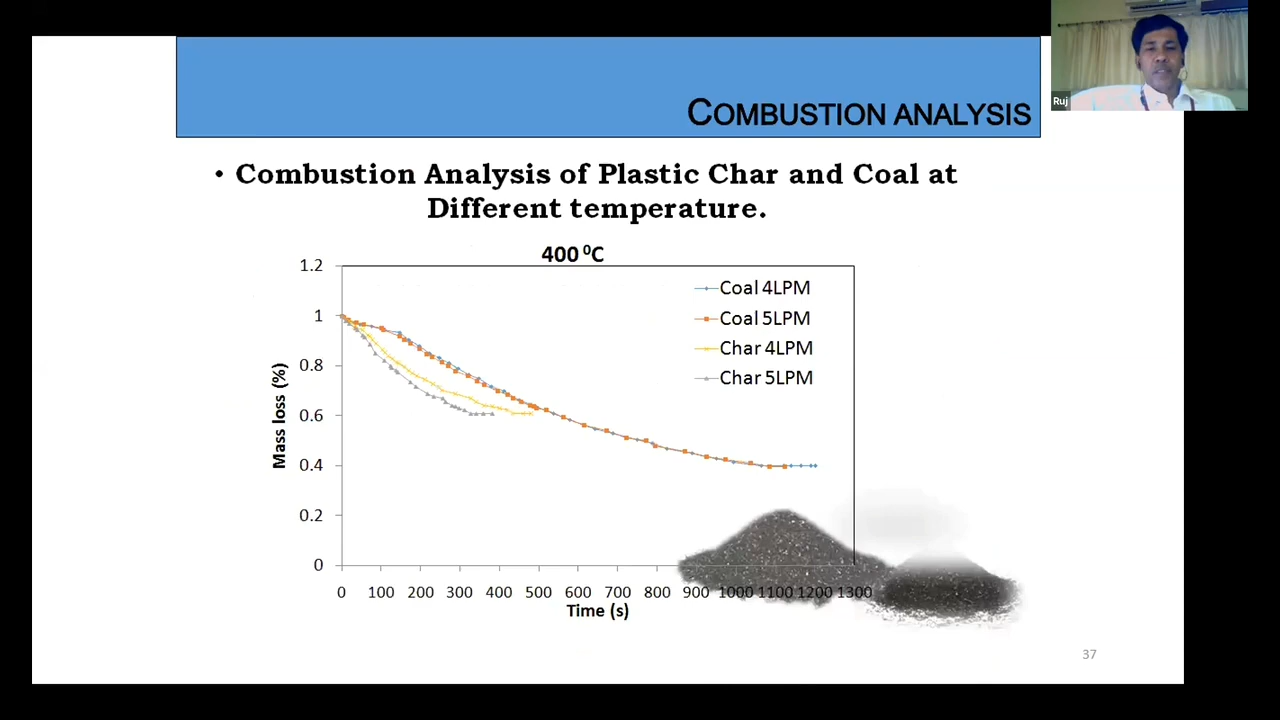 COMBUSTION ANALYSIS
Ruj
• Combustion Analysis of Plastic Char and Coal at
Different temperature.
400 ⁰C
1.2
1
0.8
0.6
0.4
0.2
0
Mass loss (%)
Coal 4LPM
Coal 5LPM
Char 4LPM
Char 5LPM
0 100 200 300 400 500 600 700 800 900 1000 1100 1200 1300
Time (s)
37